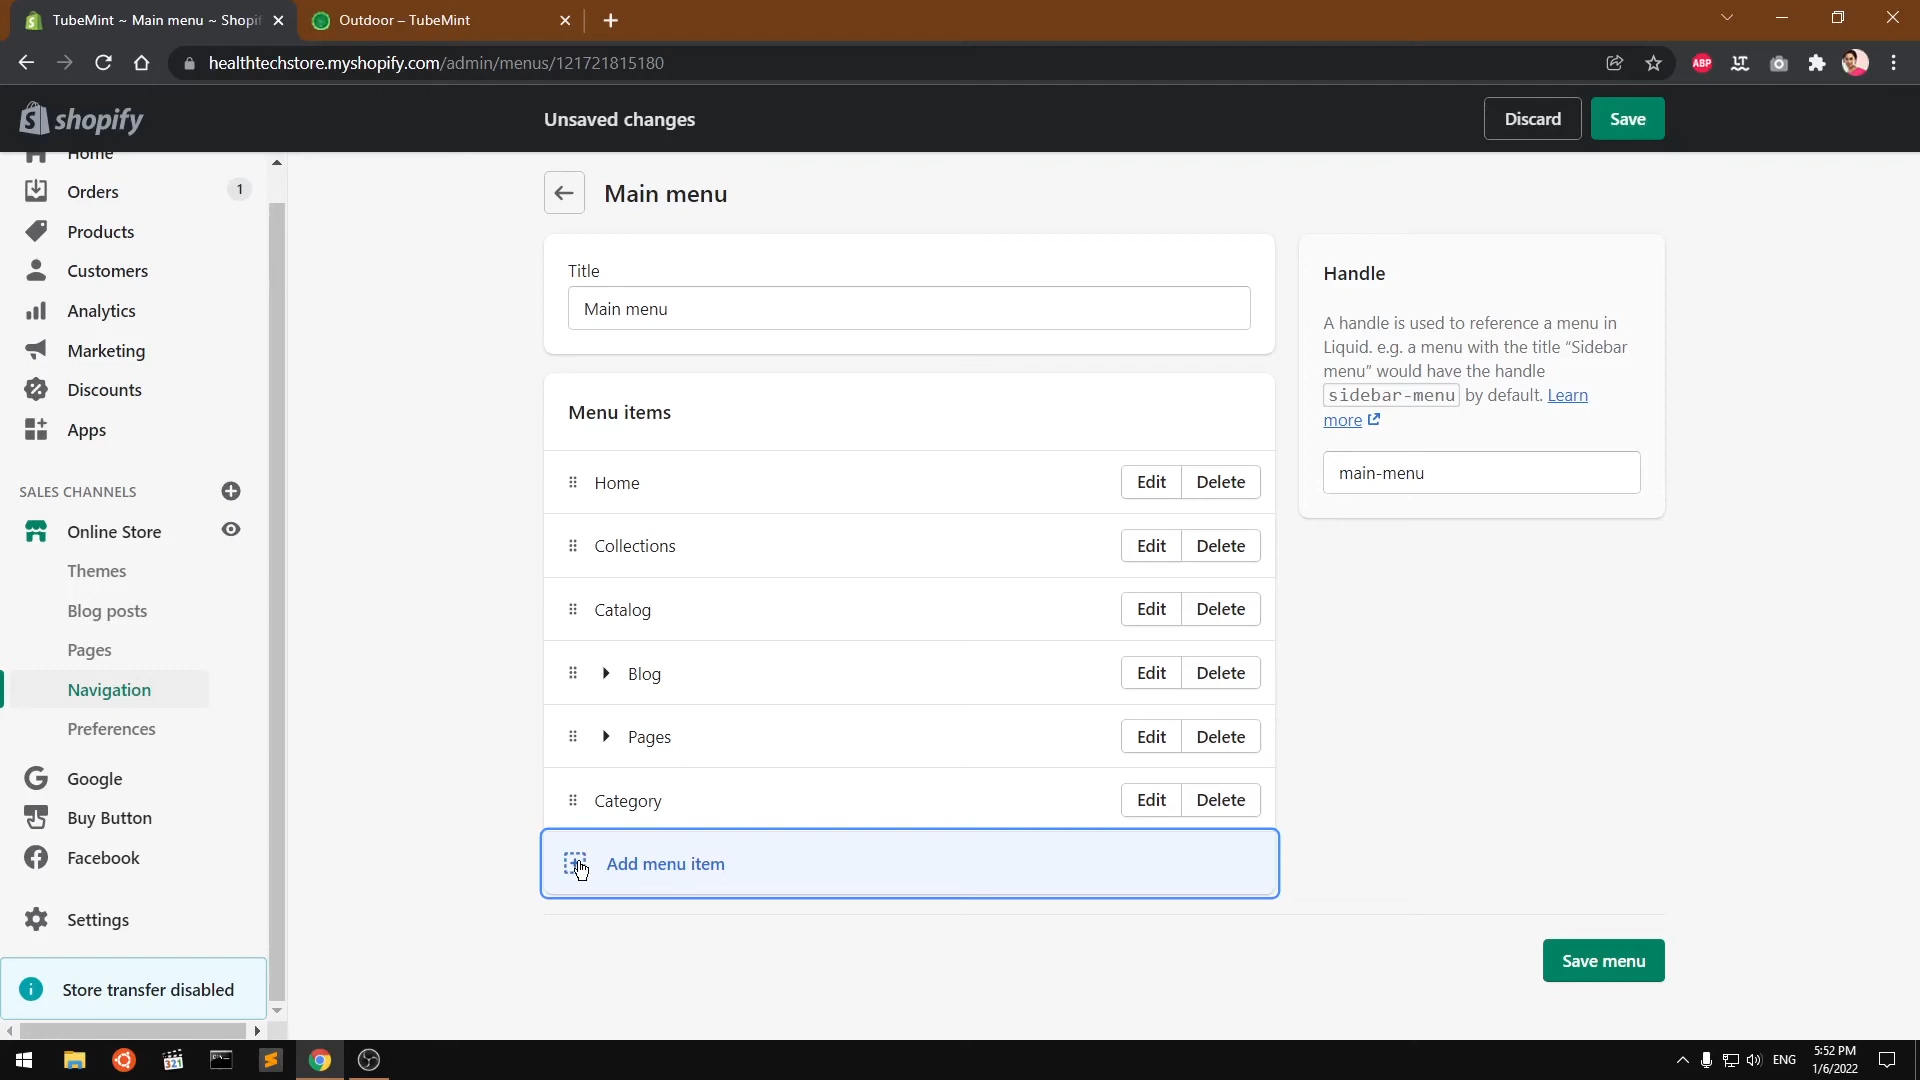 TubeMint ~ Main menu ~ Shopif
Outdoor – TubeMint
healthtechstore.myshopify.com/admin/menus/121721815180
ABP
shopify
Unsaved changes
Discard
Save
Home
Orders
1
Products
Customers
Analytics
Marketing
Discounts
Apps
SALES CHANNELS
Online Store
Themes
Blog posts
Pages
Navigation
Preferences
Google
Buy Button
Facebook
Settings
Store transfer disabled
Main menu
Title
Main menu
Menu items
Home
Edit
Delete
Collections
Edit
Delete
Catalog
Edit
Delete
Blog
Edit
Delete
Pages
Edit
Delete
Category
Edit
Delete
Add menu item
Handle
A handle is used to reference a menu in
Liquid. e.g. a menu with the title “Sidebar
menu” would have the handle
sidebar-menu by default. Learn
more
main-menu
Save menu
321
ENG
5:52 PM
1/6/2022